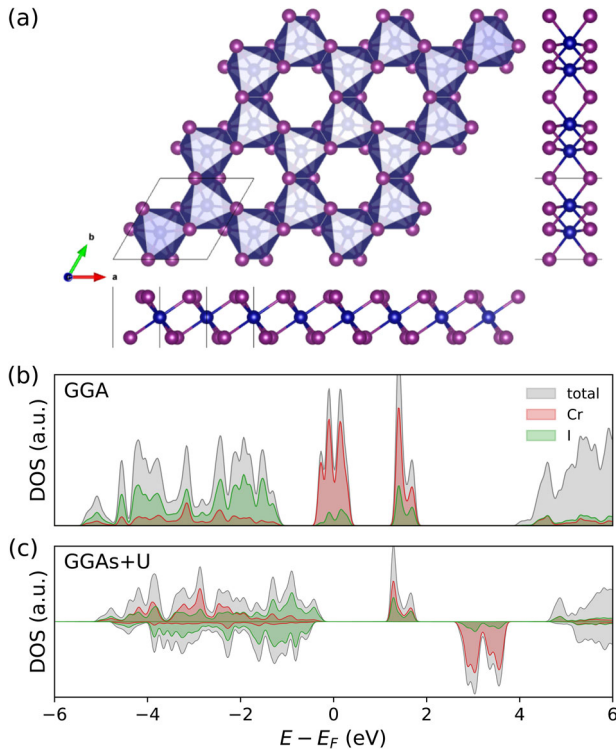 (a)
b
a
(b)
GGA
total
Cr
I
DOS (a.u.)
(c)
GGAs+U
DOS (a.u.)
−6 −4 −2 0 2 4 6
E − E_F (eV)